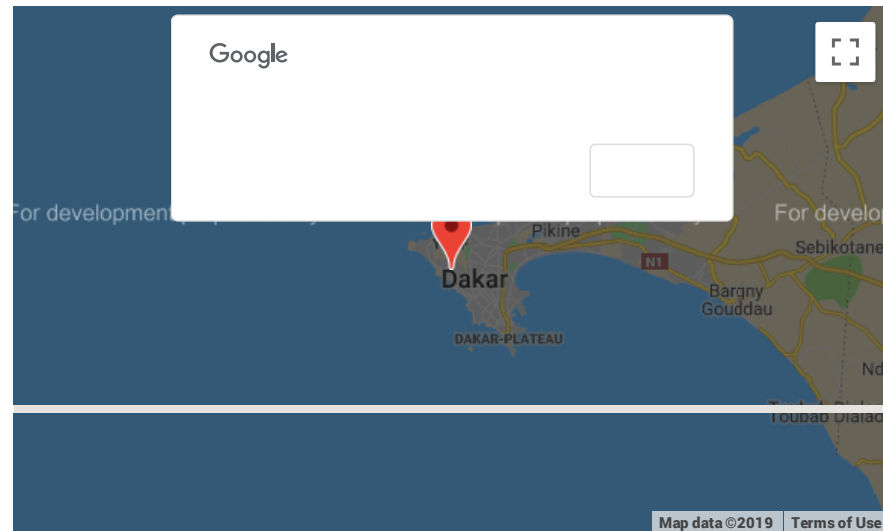 Google
For development
For develo
Pikine
Sebikotane
N1
Dakar
Bargny
Gouddau
DAKAR-PLATEAU
Nd
Toubab Dialao
Map data ©2019
Terms of Use